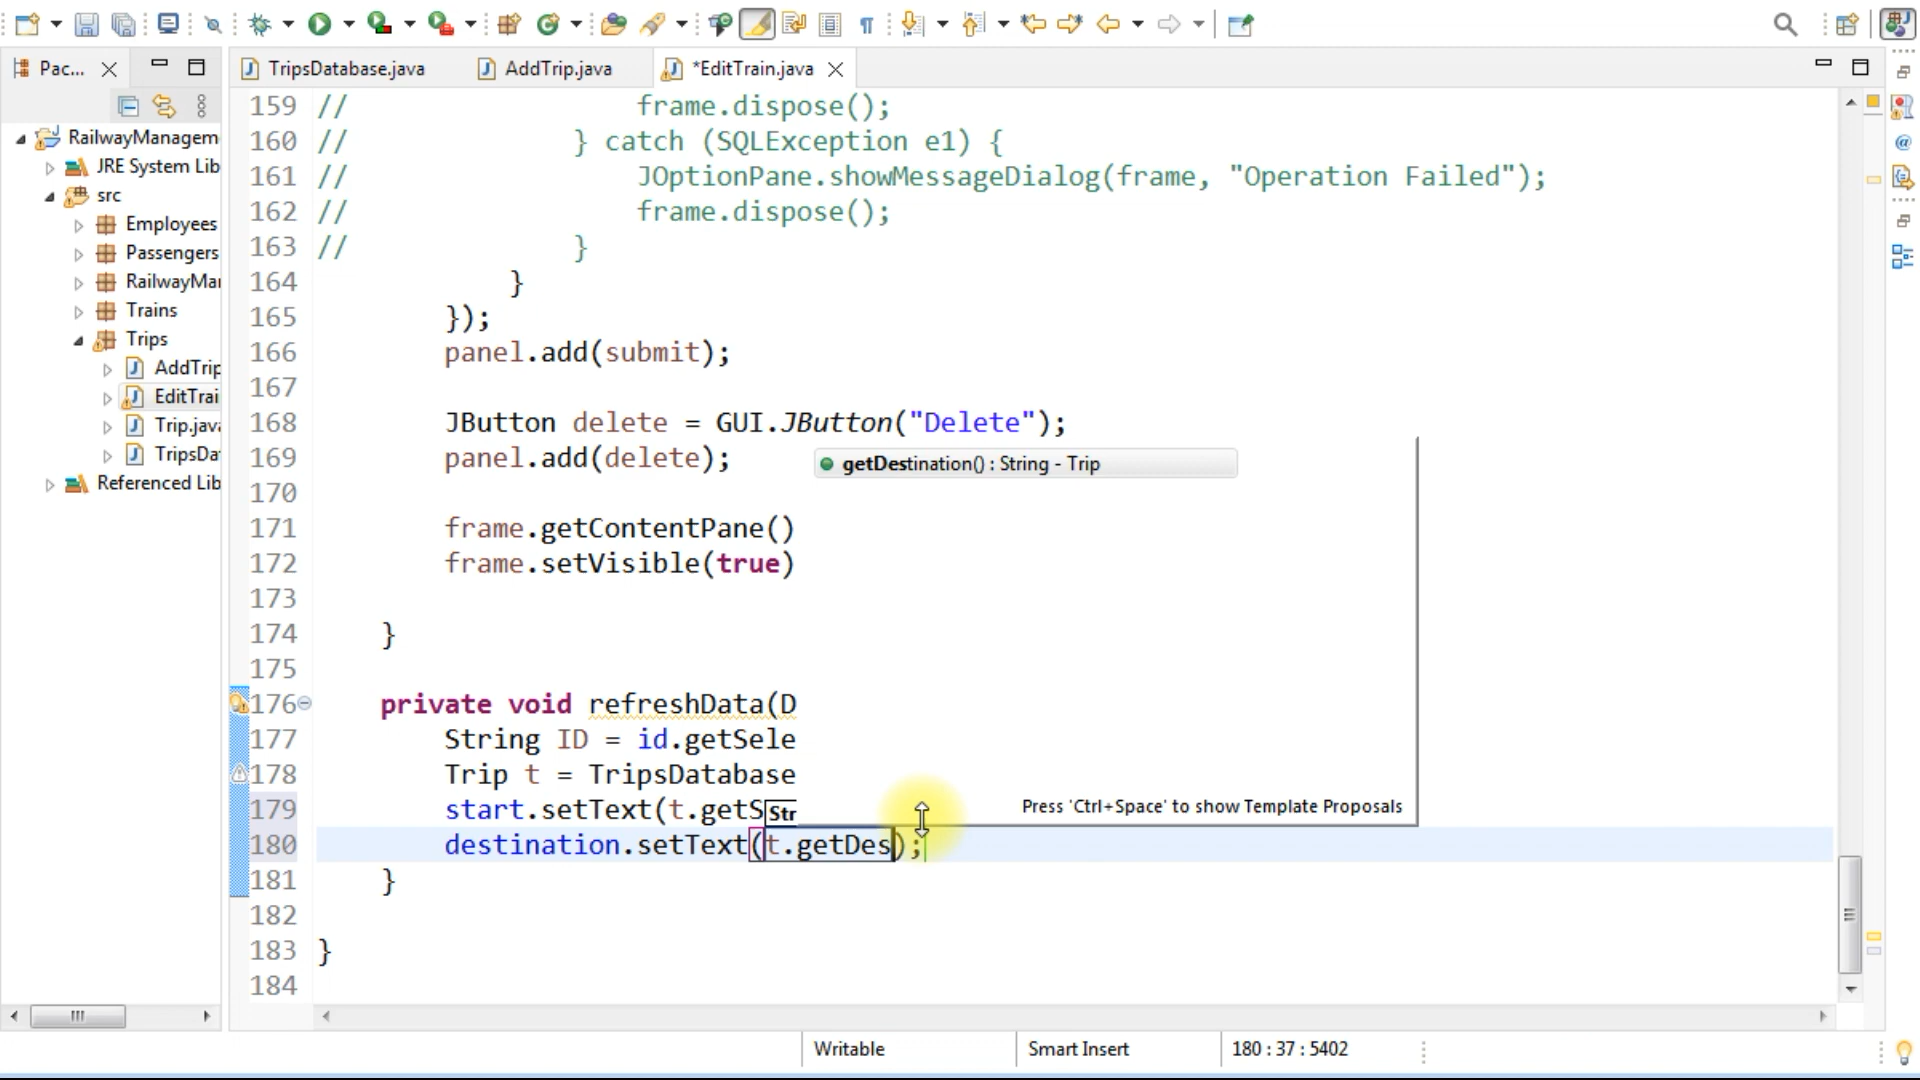 Pac...
TripsDatabase.java
AddTrip.java
*EditTrain.java
RailwayManagem
JRE System Lib
src
Employees
Passengers
RailwayMar
Trains
Trips
AddTrip
EditTrai
Trip.java
TripsDat
Referenced Lib
159 // frame.dispose();
160 // } catch (SQLException e1) {
161 // JOptionPane.showMessageDialog(frame, "Operation Failed");
162 // frame.dispose();
163 // }
164 }
165 });
166 panel.add(submit);
167
168 JButton delete = GUI.JButton("Delete");
169 panel.add(delete);
getDestination() : String - Trip
170
171 frame.getContentPane()
172 frame.setVisible(true)
173
174 }
175
176 private void refreshData(D
177 String ID = id.getSele
178 Trip t = TripsDatabase
179 start.setText(t.getS
Str
Press 'Ctrl+Space' to show Template Proposals
180 destination.setText(t.getDes);
181 }
182
183 }
184
Writable
Smart Insert
180 : 37 : 5402